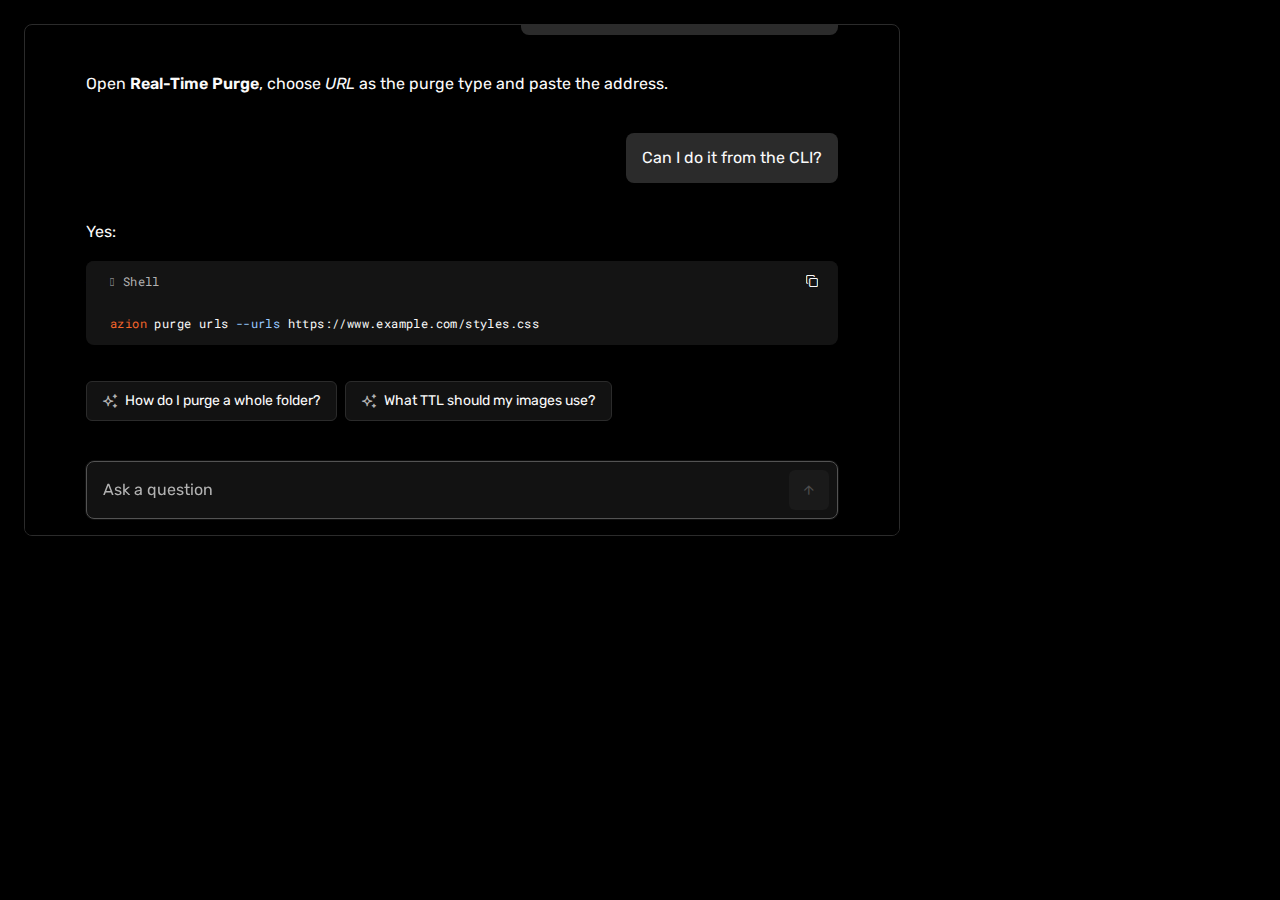 Open Real-Time Purge, choose URL as the purge type and paste the address.
Can I do it from the CLI?
Yes:
Shell
azion purge urls --urls https://www.example.com/styles.css
How do I purge a whole folder?
What TTL should my images use?
Ask a question